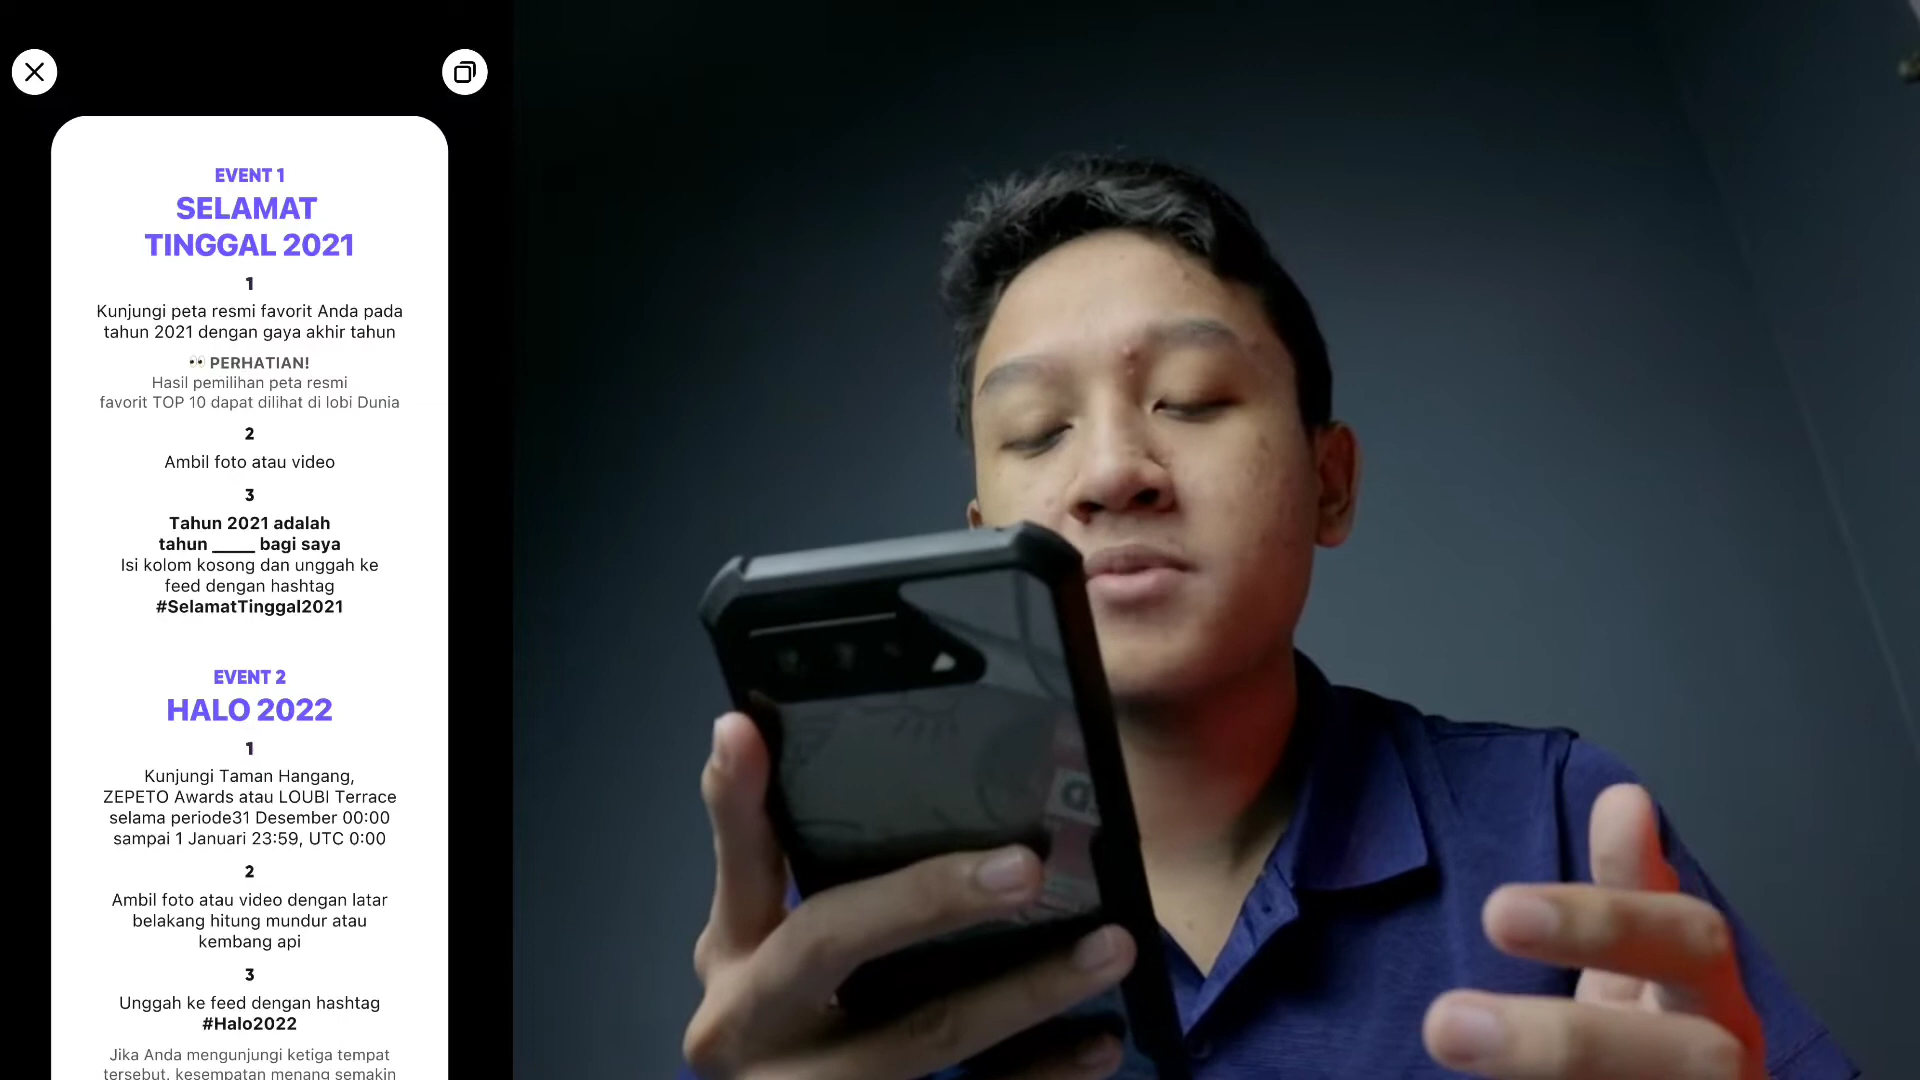 EVENT 1
SELAMAT
TINGGAL 2021
1
Kunjungi peta resmi favorit Anda pada
tahun 2021 dengan gaya akhir tahun
👀 PERHATIAN!
Hasil pemilihan peta resmi
favorit TOP 10 dapat dilihat di lobi Dunia
2
Ambil foto atau video
3
Tahun 2021 adalah
tahun _____ bagi saya
Isi kolom kosong dan unggah ke
feed dengan hashtag
#SelamatTinggal2021
EVENT 2
HALO 2022
1
Kunjungi Taman Hangang,
ZEPETO Awards atau LOUBI Terrace
selama periode31 Desember 00:00
sampai 1 Januari 23:59, UTC 0:00
2
Ambil foto atau video dengan latar
belakang hitung mundur atau
kembang api
3
Unggah ke feed dengan hashtag
#Halo2022
Jika Anda mengunjungi ketiga tempat
tersebut, kesempatan menang semakin